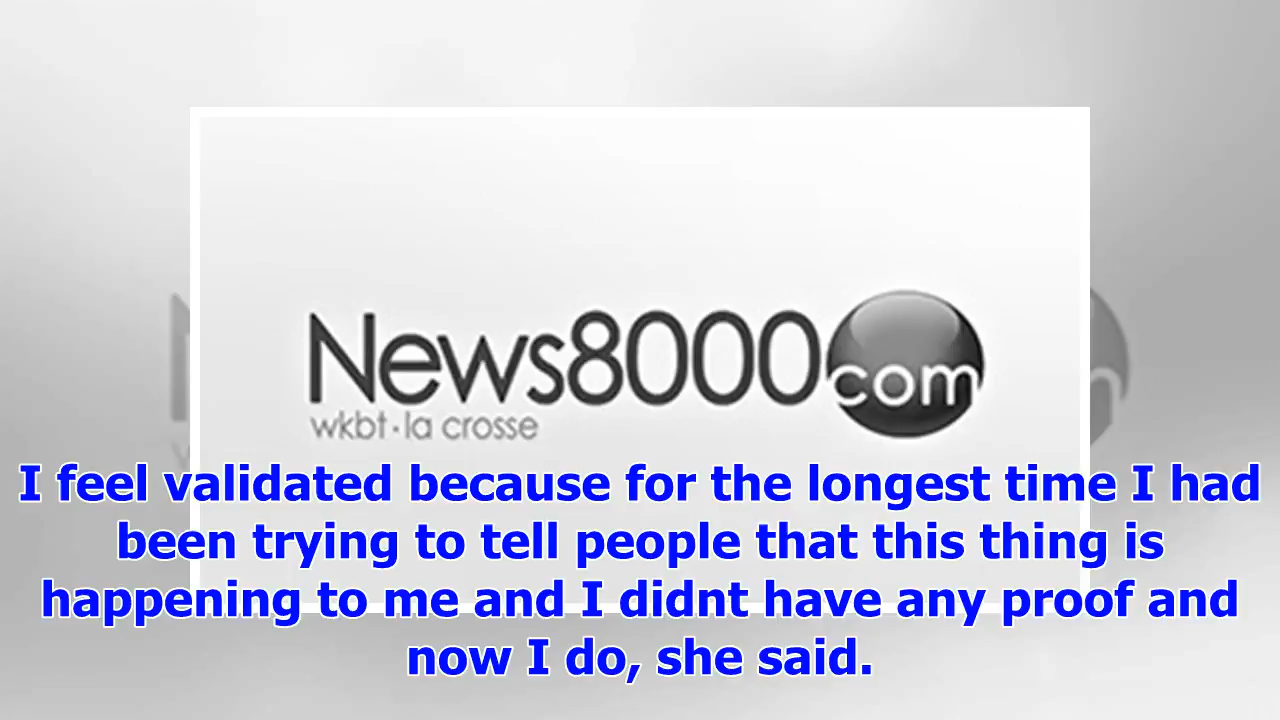 News8000com
wkbt·la crosse
I feel validated because for the longest time I had
been trying to tell people that this thing is
happening to me and I didnt have any proof and
now I do, she said.